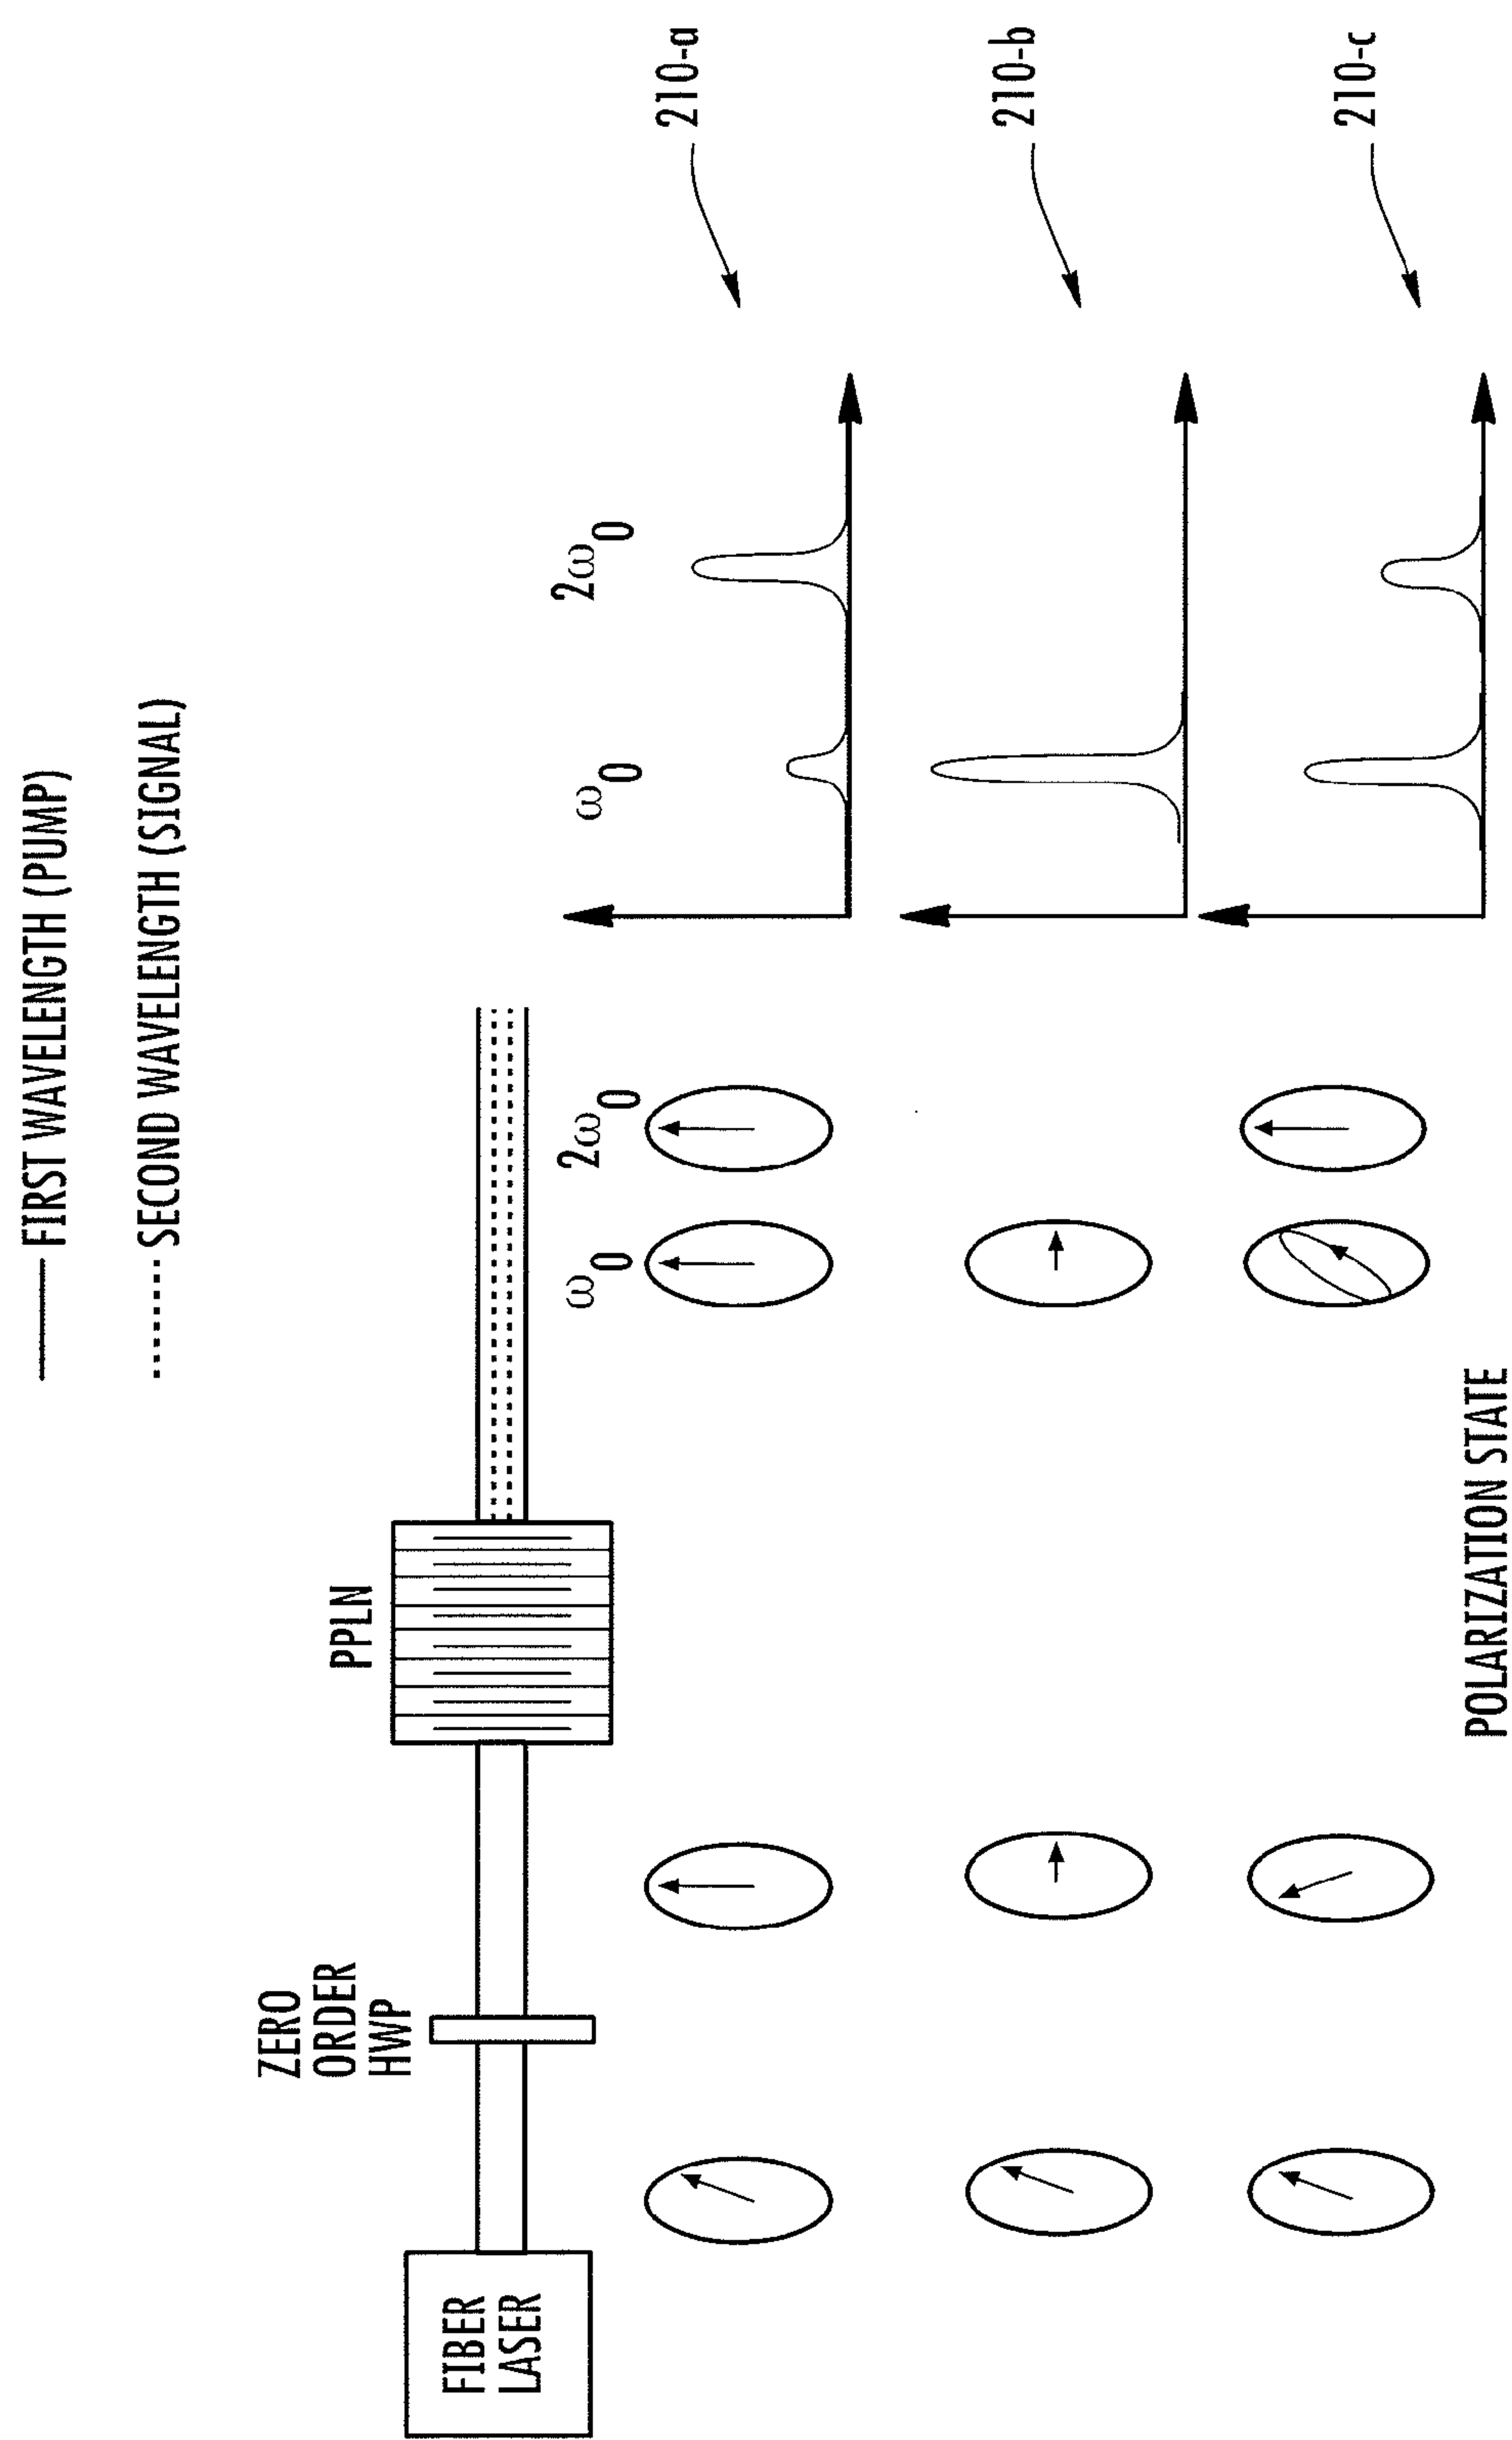 FIRST WAVELENGTH (PUMP)
SECOND WAVELENGTH (SIGNAL)
ZERO
ORDER
HWP
PPLN
FIBER
LASER
ω0
2ω0
ω0
2ω0
210-a
210-b
210-c
POLARIZATION STATE